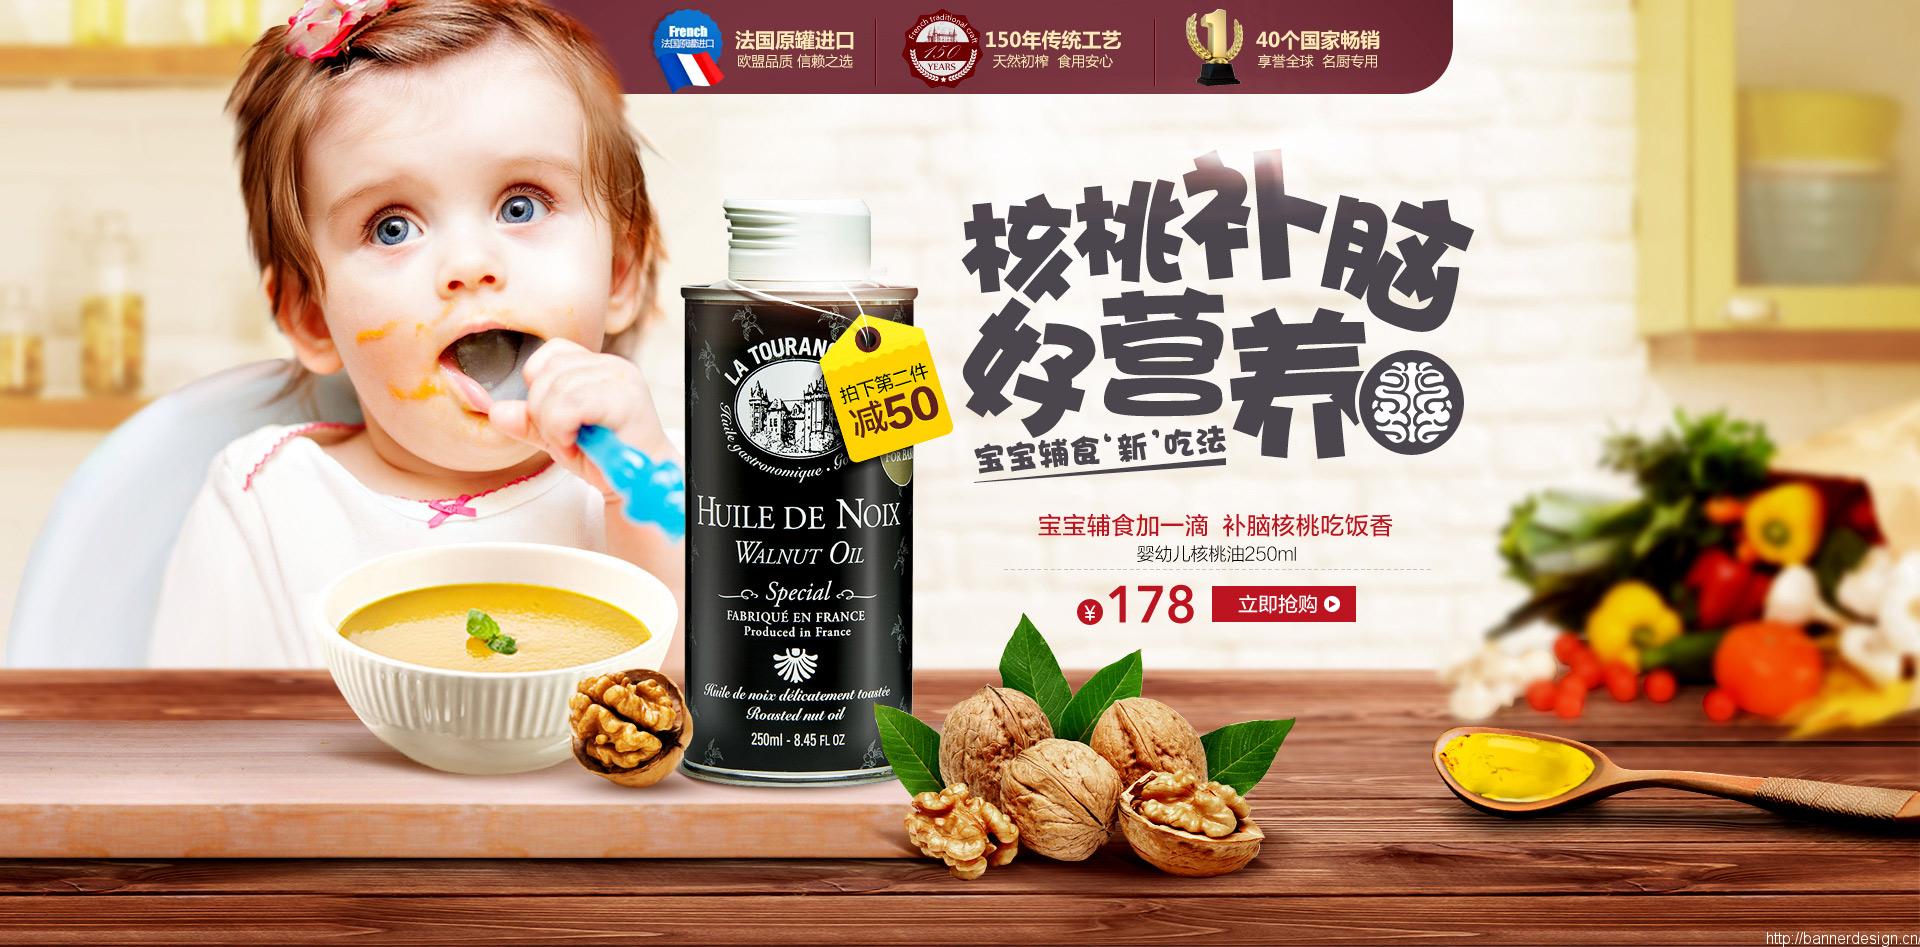 French
法国原罐进口
法国原罐进口
欧盟品质 信赖之选
French traditional craft
150
YEARS
150年传统工艺
天然初榨 食用安心
1
40个国家畅销
享誉全球 名厨专用
核桃补脑
好营养
宝宝辅食‘新’吃法
宝宝辅食加一滴 补脑核桃吃饭香
婴幼儿核桃油250ml
¥178
立即抢购
拍下第二件
减50
LA TOURAN
Huile gastronomique
FOR
HUILE DE NOIX
WALNUT OIL
Special
FABRIQUÉ EN FRANCE
Produced in France
Huile de noix délicatement toastée
Roasted nut oil
250ml - 8.45 FL OZ
http://bannerdesign.cn